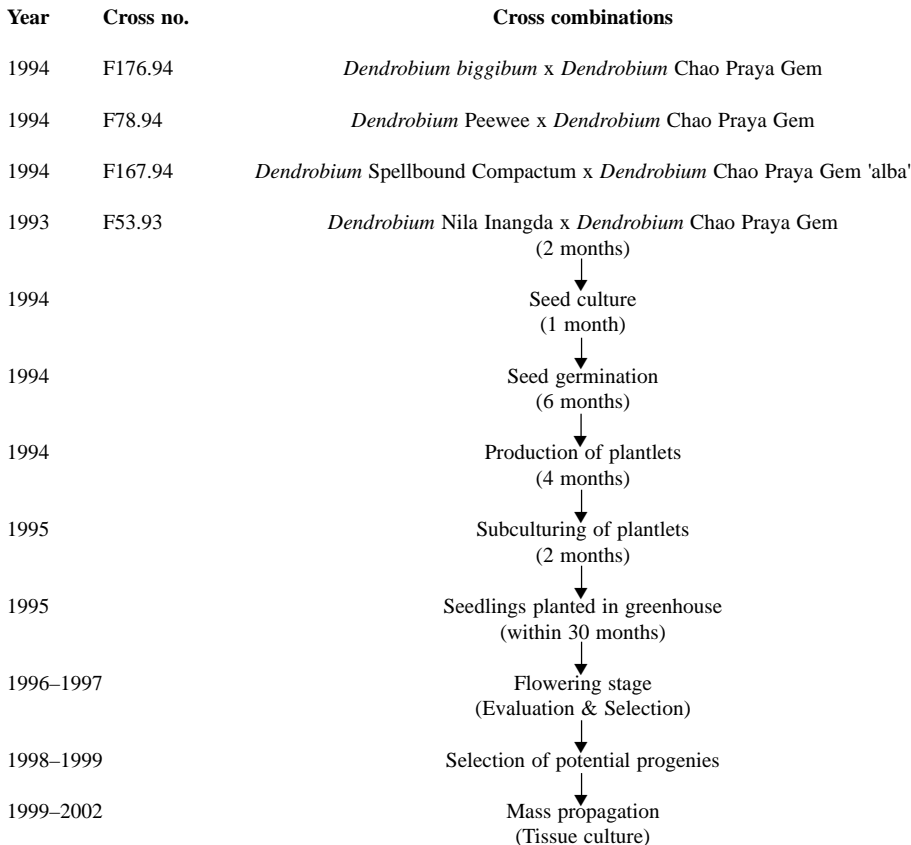 Year Cross no. Cross combinations
1994 F176.94 Dendrobium biggibum x Dendrobium Chao Praya Gem
1994 F78.94 Dendrobium Peewee x Dendrobium Chao Praya Gem
1994 F167.94 Dendrobium Spellbound Compactum x Dendrobium Chao Praya Gem 'alba'
1993 F53.93 Dendrobium Nila Inangda x Dendrobium Chao Praya Gem
(2 months)
1994 Seed culture
(1 month)
1994 Seed germination
(6 months)
1994 Production of plantlets
(4 months)
1995 Subculturing of plantlets
(2 months)
1995 Seedlings planted in greenhouse
(within 30 months)
1996–1997 Flowering stage
(Evaluation & Selection)
1998–1999 Selection of potential progenies
1999–2002 Mass propagation
(Tissue culture)